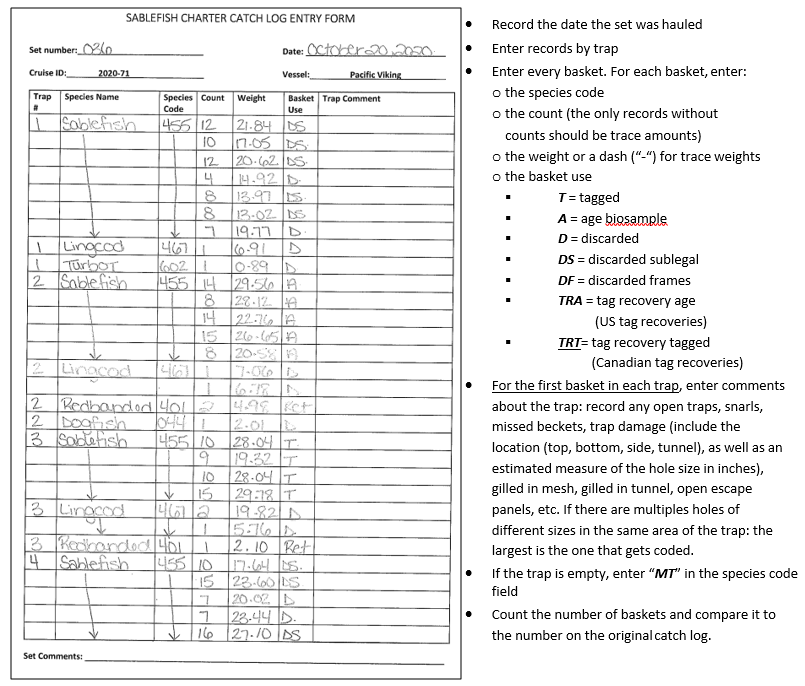 SABLEFISH CHARTER CATCH LOG ENTRY FORM
Set number: 036 Date: October 20, 2020
Cruise ID: 2020-71 Vessel: Pacific Viking
Trap # Species Name Species Code Count Weight Basket Use Trap Comment
1 Sablefish 455 12 21.84 DS
10 17.05 DS
12 20.62 DS
4 14.92 D
8 13.97 DS
8 13.02 DS
7 19.77 D
1 Lingcod 467 1 6.91 D
1 Turbot 602 1 0.89 D
2 Sablefish 455 14 29.56 A
8 28.12 A
14 22.76 A
15 26.65 A
8 20.58 A
2 Lingcod 467 1 7.06 D
1 6.78 D
2 Redbanded 401 2 4.98 Ret
2 Dogfish 044 1 2.01 D
3 Sablefish 455 10 28.04 T
9 19.32 T
10 28.04 T
15 29.78 T
3 Lingcod 467 2 19.82 D
1 5.76 D
3 Redbanded 401 1 2.10 Ret
4 Sablefish 455 10 17.64 DS
15 23.60 DS
7 20.02 D
7 23.44 D
16 27.10 DS
Set Comments:
• Record the date the set was hauled
• Enter records by trap
• Enter every basket. For each basket, enter:
o the species code
o the count (the only records without
counts should be trace amounts)
o the weight or a dash (“-“) for trace weights
o the basket use
▪ T = tagged
▪ A = age biosample
▪ D = discarded
▪ DS = discarded sublegal
▪ DF = discarded frames
▪ TRA = tag recovery age
(US tag recoveries)
▪ TRT= tag recovery tagged
(Canadian tag recoveries)
• For the first basket in each trap, enter comments
about the trap: record any open traps, snarls,
missed beckets, trap damage (include the
location (top, bottom, side, tunnel), as well as an
estimated measure of the hole size in inches),
gilled in mesh, gilled in tunnel, open escape
panels, etc. If there are multiples holes of
different sizes in the same area of the trap: the
largest is the one that gets coded.
• If the trap is empty, enter “MT” in the species code
field
• Count the number of baskets and compare it to
the number on the original catch log.